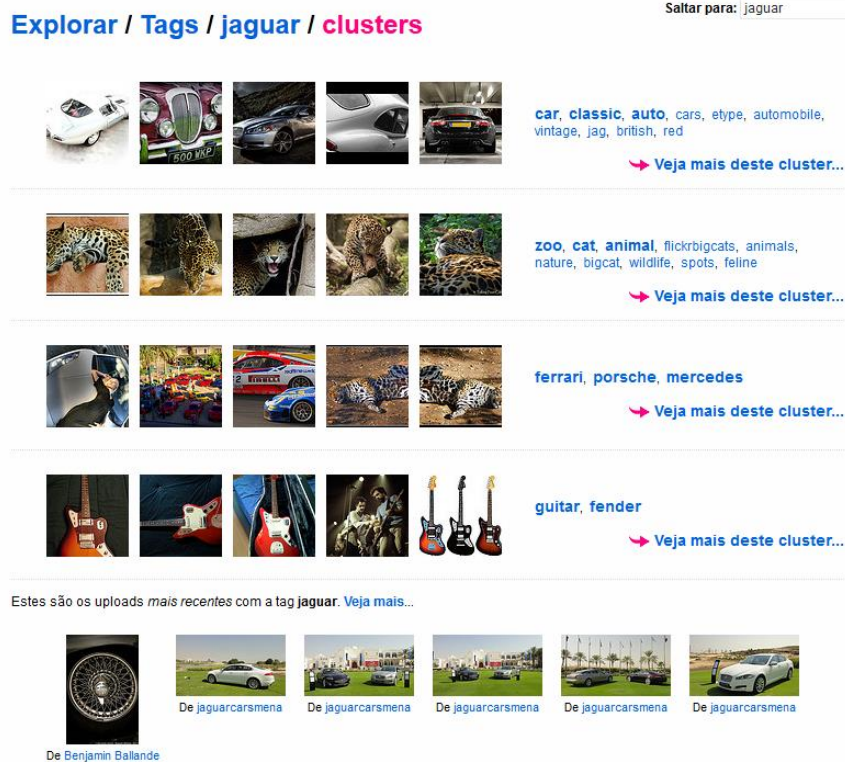 Saltar para: jaguar
Explorar / Tags / jaguar / clusters
car, classic, auto, cars, etype, automobile,
vintage, jag, british, red
500 WKP
Veja mais deste cluster...
zoo, cat, animal, flickrbigcats, animals,
nature, bigcat, wildlife, spots, feline
Veja mais deste cluster...
PIRELLI
ferrari, porsche, mercedes
Veja mais deste cluster...
guitar, fender
Veja mais deste cluster...
Estes são os uploads mais recentes com a tag jaguar. Veja mais...
De jaguarcarsmena
De jaguarcarsmena
De jaguarcarsmena
De jaguarcarsmena
De jaguarcarsmena
De Benjamin Ballande